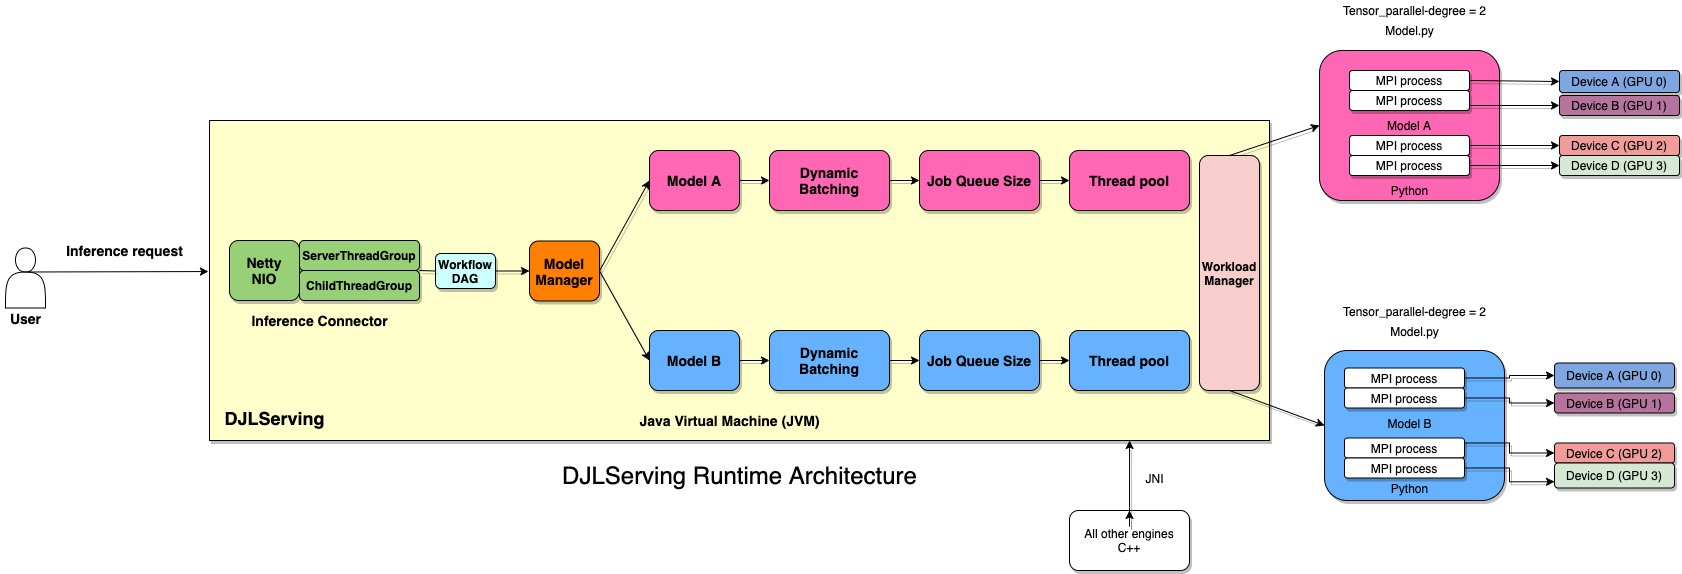 Tensor_parallel-degree = 2
Model.py
MPI process
MPI process
Model A
MPI process
MPI process
Python
Device A (GPU 0)
Device B (GPU 1)
Device C (GPU 2)
Device D (GPU 3)
User
Inference request
Netty
NIO
ServerThreadGroup
ChildThreadGroup
Inference Connector
Workflow
DAG
Model
Manager
Model A
Dynamic
Batching
Job Queue Size
Thread pool
Model B
Dynamic
Batching
Job Queue Size
Thread pool
Workload
Manager
DJLServing
Java Virtual Machine (JVM)
Tensor_parallel-degree = 2
Model.py
MPI process
MPI process
Model B
MPI process
MPI process
Python
Device A (GPU 0)
Device B (GPU 1)
Device C (GPU 2)
Device D (GPU 3)
DJLServing Runtime Architecture
JNI
All other engines
C++